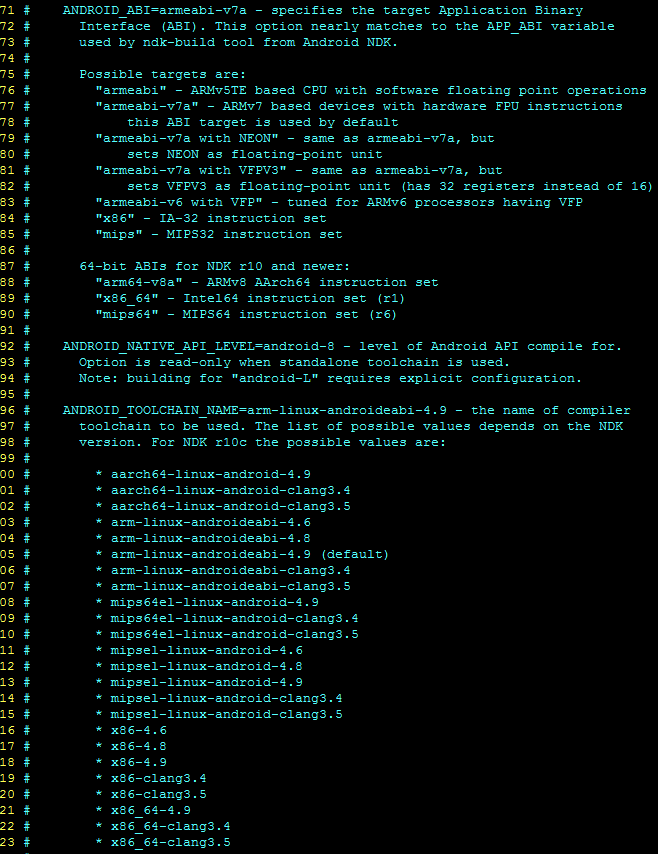 71 #    ANDROID_ABI=armeabi-v7a - specifies the target Application Binary
72 #      Interface (ABI). This option nearly matches to the APP_ABI variable
73 #      used by ndk-build tool from Android NDK.
74 #
75 #      Possible targets are:
76 #        "armeabi" - ARMv5TE based CPU with software floating point operations
77 #        "armeabi-v7a" - ARMv7 based devices with hardware FPU instructions
78 #            this ABI target is used by default
79 #        "armeabi-v7a with NEON" - same as armeabi-v7a, but
80 #            sets NEON as floating-point unit
81 #        "armeabi-v7a with VFPV3" - same as armeabi-v7a, but
82 #            sets VFPV3 as floating-point unit (has 32 registers instead of 16)
83 #        "armeabi-v6 with VFP" - tuned for ARMv6 processors having VFP
84 #        "x86" - IA-32 instruction set
85 #        "mips" - MIPS32 instruction set
86 #
87 #      64-bit ABIs for NDK r10 and newer:
88 #        "arm64-v8a" - ARMv8 AArch64 instruction set
89 #        "x86_64" - Intel64 instruction set (r1)
90 #        "mips64" - MIPS64 instruction set (r6)
91 #
92 #    ANDROID_NATIVE_API_LEVEL=android-8 - level of Android API compile for.
93 #      Option is read-only when standalone toolchain is used.
94 #      Note: building for "android-L" requires explicit configuration.
95 #
96 #    ANDROID_TOOLCHAIN_NAME=arm-linux-androideabi-4.9 - the name of compiler
97 #      toolchain to be used. The list of possible values depends on the NDK
98 #      version. For NDK r10c the possible values are:
99 #
00 #        * aarch64-linux-android-4.9
01 #        * aarch64-linux-android-clang3.4
02 #        * aarch64-linux-android-clang3.5
03 #        * arm-linux-androideabi-4.6
04 #        * arm-linux-androideabi-4.8
05 #        * arm-linux-androideabi-4.9 (default)
06 #        * arm-linux-androideabi-clang3.4
07 #        * arm-linux-androideabi-clang3.5
08 #        * mips64el-linux-android-4.9
09 #        * mips64el-linux-android-clang3.4
10 #        * mips64el-linux-android-clang3.5
11 #        * mipsel-linux-android-4.6
12 #        * mipsel-linux-android-4.8
13 #        * mipsel-linux-android-4.9
14 #        * mipsel-linux-android-clang3.4
15 #        * mipsel-linux-android-clang3.5
16 #        * x86-4.6
17 #        * x86-4.8
18 #        * x86-4.9
19 #        * x86-clang3.4
20 #        * x86-clang3.5
21 #        * x86_64-4.9
22 #        * x86_64-clang3.4
23 #        * x86_64-clang3.5